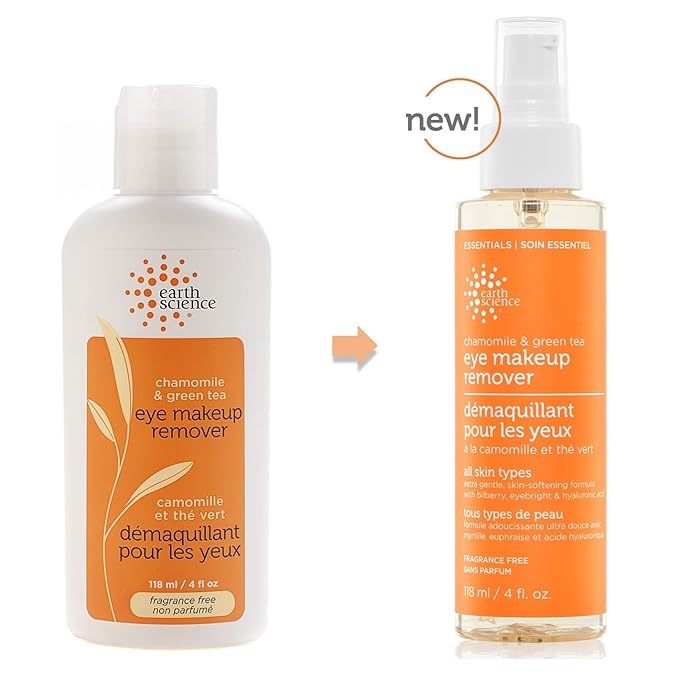 earth
science®
chamomile
& green tea
eye makeup
remover
camomille
et thé vert
démaquillant
pour les yeux
118 ml / 4 fl oz
fragrance free
non parfumé
new!
ESSENTIALS | SOIN ESSENTIEL
earth
science®
chamomile & green tea
eye makeup
remover
démaquillant
pour les yeux
à la camomille et thé vert
all skin types
extra gentle, skin-softening formula
with bilberry, eyebright & hyaluronic acid
tous types de peau
formule adoucissante ultra douce avec
myrtille, euphraise et acide hyaluronique
FRAGRANCE FREE
SANS PARFUM
118 ml / 4 fl. oz.